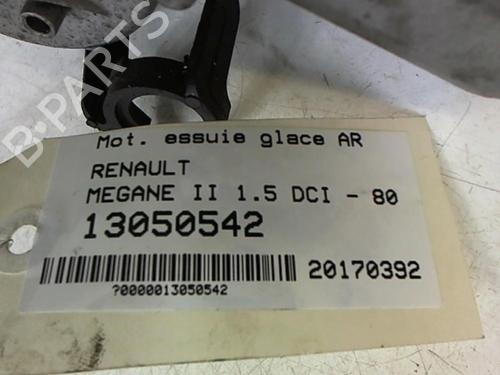 B-PARTS
Mot. essuie glace AR
RENAULT
MEGANE II 1.5 DCI - 80
13050542
20170392
?0000013050542